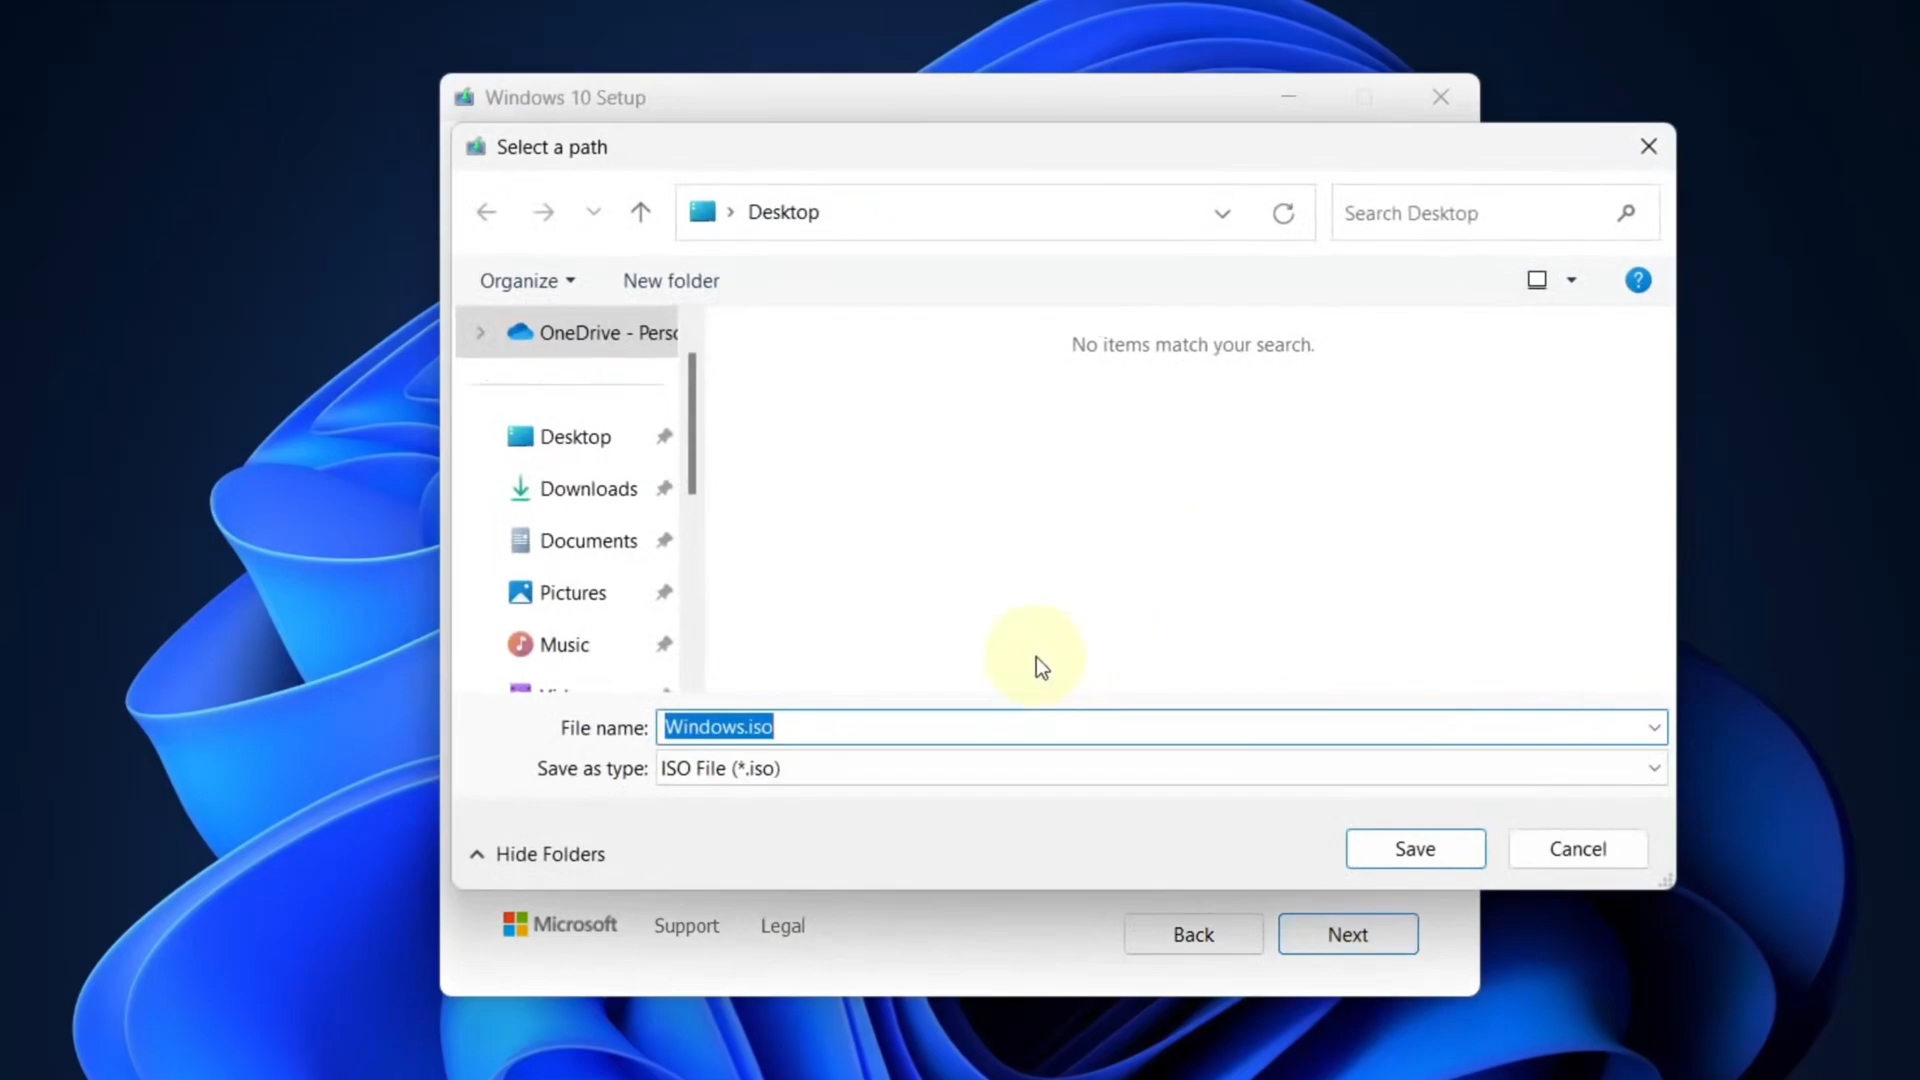 Windows 10 Setup
Select a path
Desktop
Search Desktop
Organize
New folder
?
OneDrive - Perso
No items match your search.
Desktop
Downloads
Documents
Pictures
Music
File name: Windows.iso
Save as type: ISO File (*.iso)
Hide Folders
Save
Cancel
Microsoft
Support
Legal
Back
Next